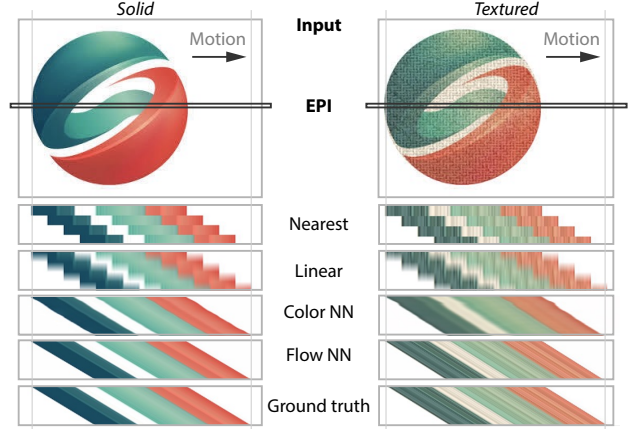 Solid
Input
Textured
Motion
Motion
EPI
Nearest
Linear
Color NN
Flow NN
Ground truth